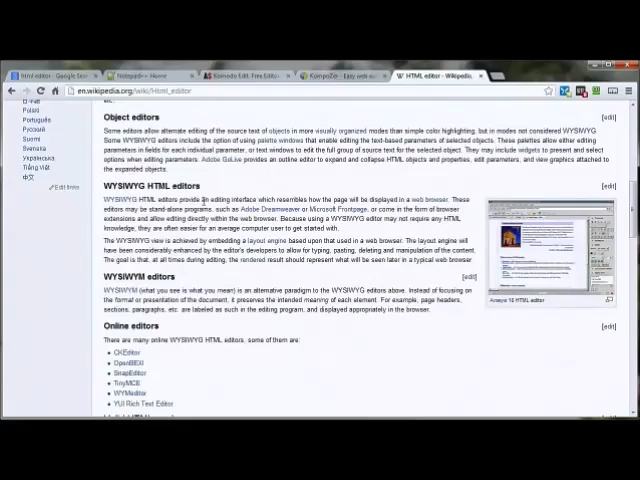 html editor - Google Sear
Notepad++ Home
Komodo Edit, Free Editor
KompoZer - Easy web
HTML editor - Wikipedia,
en.wikipedia.org/wiki/Html_editor
Polski
Português
Русский
Suomi
Svenska
Українська
Tiếng Việt
中文
Edit links
etc.
Object editors
[edit]
Some editors allow alternate editing of the source text of objects in more visually organized modes than simple color highlighting, but in modes not considered WYSIWYG
Some WYSIWYG editors include the option of using palette windows that enable editing the text-based parameters of selected objects. These palettes allow either editing
parameters in fields for each individual parameter, or text windows to edit the full group of source text for the selected object. They may include widgets to present and select
options when editing parameters. Adobe GoLive provides an outline editor to expand and collapse HTML objects and properties, edit parameters, and view graphics attached to
the expanded objects.
WYSIWYG HTML editors
[edit]
WYSIWYG HTML editors provide an editing interface which resembles how the page will be displayed in a web browser. These
editors may be stand-alone programs, such as Adobe Dreamweaver or Microsoft Frontpage, or come in the form of browser
extensions and allow editing directly within the web browser. Because using a WYSIWYG editor may not require any HTML
knowledge, they are often easier for an average computer user to get started with.
The WYSIWYG view is achieved by embedding a layout engine based upon that used in a web browser. The layout engine will
have been considerably enhanced by the editor's developers to allow for typing, pasting, deleting and manipulation of the content.
The goal is that, at all times during editing, the rendered result should represent what will be seen later in a typical web browser
Amaya 10 HTML editor
WYSIWYM editors
[edit]
WYSIWYM (what you see is what you mean) is an alternative paradigm to the WYSIWYG editors above. Instead of focusing on
the format or presentation of the document, it preserves the intended meaning of each element. For example, page headers,
sections, paragraphs, etc. are labeled as such in the editing program, and displayed appropriately in the browser.
Online editors
[edit]
There are many online WYSIWYG HTML editors, some of them are:
CKEditor
OpenBEXI
SnapEditor
TinyMCE
WYMeditor
YUI Rich Text Editor
[edit]